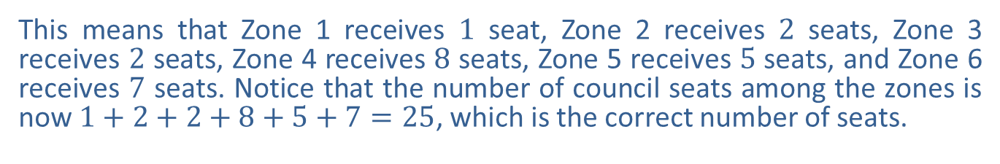 This means that Zone 1 receives 1 seat, Zone 2 receives 2 seats, Zone 3
receives 2 seats, Zone 4 receives 8 seats, Zone 5 receives 5 seats, and Zone 6
receives 7 seats. Notice that the number of council seats among the zones is
now 1 + 2 + 2 + 8 + 5 + 7 = 25, which is the correct number of seats.